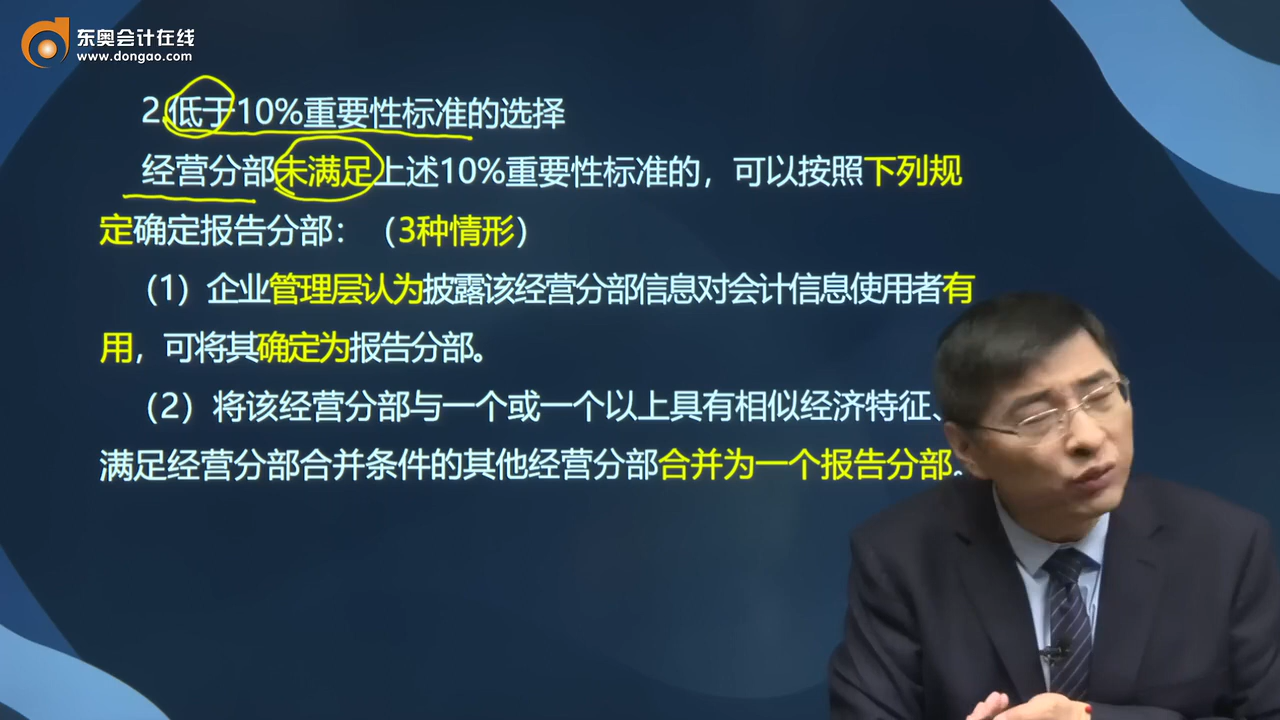 东奥会计在线
www.dongao.com
2.低于10%重要性标准的选择
经营分部未满足上述10%重要性标准的，可以按照下列规
定确定报告分部：（3种情形）
（1）企业管理层认为披露该经营分部信息对会计信息使用者有
用，可将其确定为报告分部。
（2）将该经营分部与一个或一个以上具有相似经济特征、
满足经营分部合并条件的其他经营分部合并为一个报告分部。